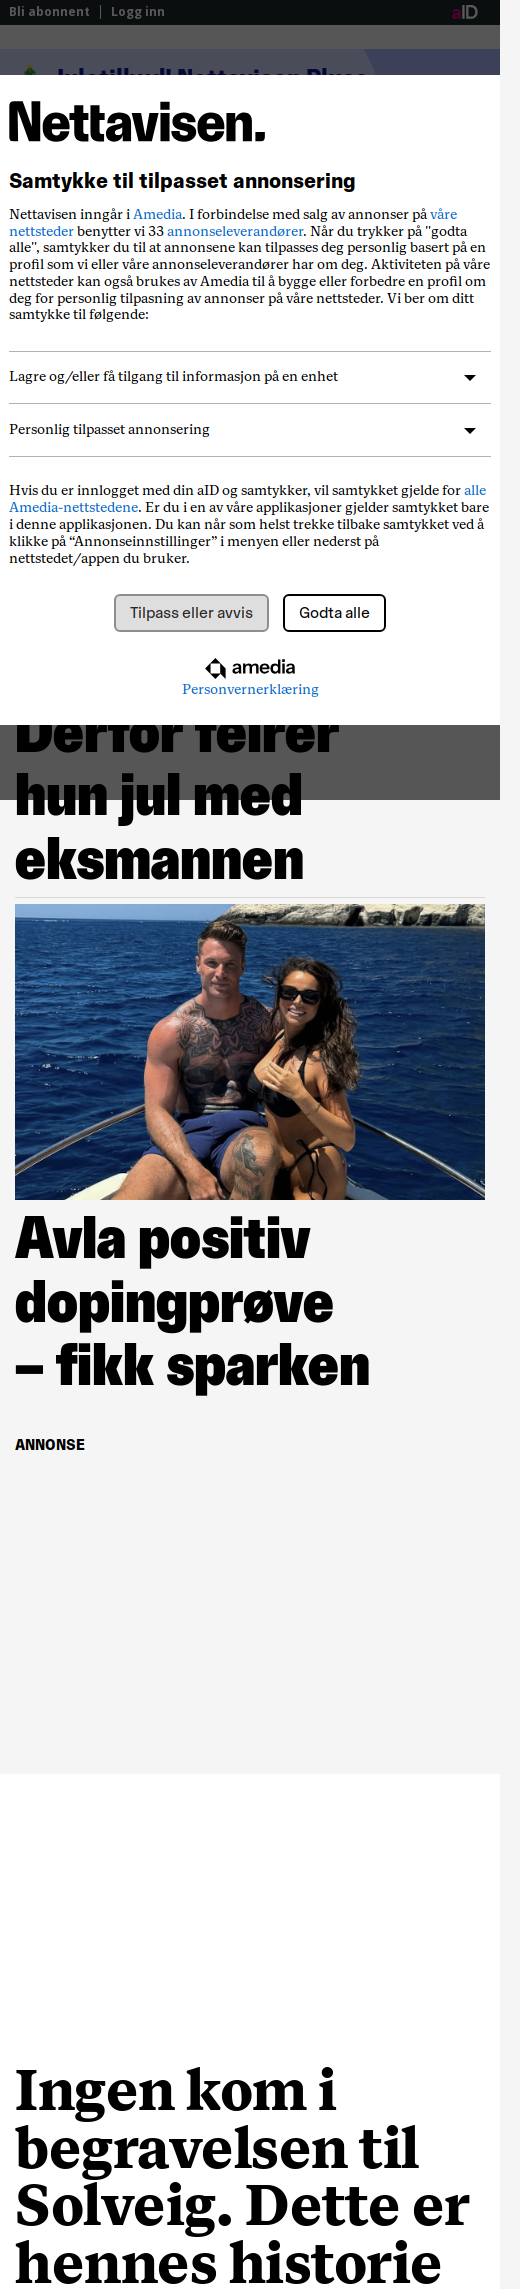 Bli abonnent
Logg inn
aID
Nettavisen.
Samtykke til tilpasset annonsering
Nettavisen inngår i Amedia. I forbindelse med salg av annonser på våre
nettsteder benytter vi 33 annonseleverandører. Når du trykker på "godta
alle", samtykker du til at annonsene kan tilpasses deg personlig basert på en
profil som vi eller våre annonseleverandører har om deg. Aktiviteten på våre
nettsteder kan også brukes av Amedia til å bygge eller forbedre en profil om
deg for personlig tilpasning av annonser på våre nettsteder. Vi ber om ditt
samtykke til følgende:
Lagre og/eller få tilgang til informasjon på en enhet
Personlig tilpasset annonsering
Hvis du er innlogget med din aID og samtykker, vil samtykket gjelde for alle
Amedia-nettstedene. Er du i en av våre applikasjoner gjelder samtykket bare
i denne applikasjonen. Du kan når som helst trekke tilbake samtykket ved å
klikke på “Annonseinnstillinger” i menyen eller nederst på
nettstedet/appen du bruker.
Tilpass eller avvis
Godta alle
amedia
Personvernerklæring
Derfor feirer
hun jul med
eksmannen
Avla positiv
dopingprøve
– fikk sparken
ANNONSE
Ingen kom i
begravelsen til
Solveig. Dette er
hennes historie